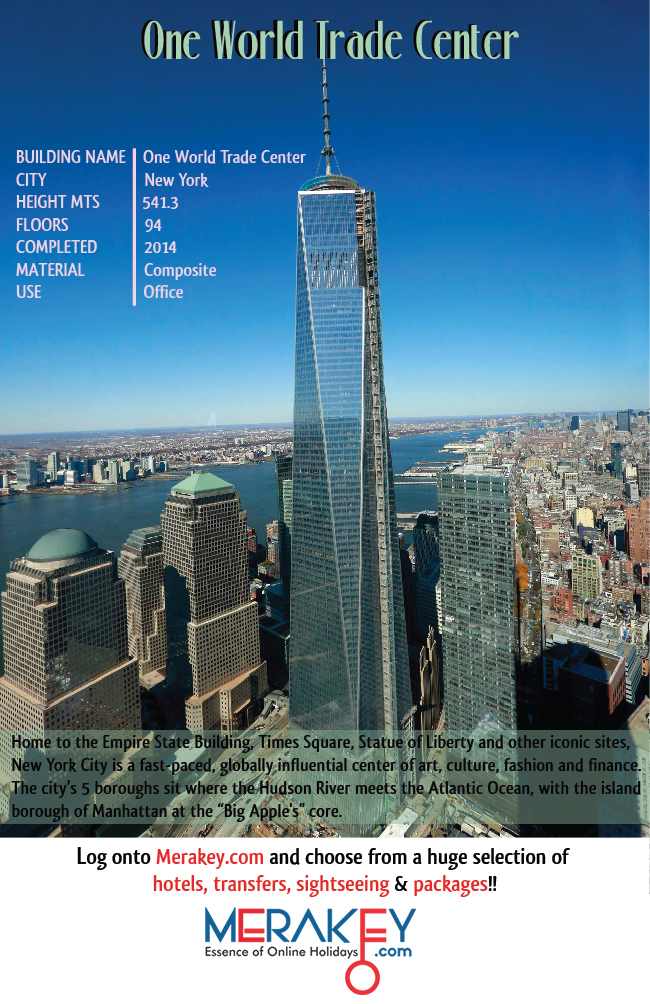 One World Trade Center
BUILDING NAME One World Trade Center
CITY New York
HEIGHT MTS 541.3
FLOORS 94
COMPLETED 2014
MATERIAL Composite
USE Office
Home to the Empire State Building, Times Square, Statue of Liberty and other iconic sites,
New York City is a fast-paced, globally influential center of art, culture, fashion and finance.
The city's 5 boroughs sit where the Hudson River meets the Atlantic Ocean, with the island
borough of Manhattan at the “Big Apple's" core.
Log onto Merakey.com and choose from a huge selection of
hotels, transfers, sightseeing & packages!!
MERAKEY
Essence of Online Holidays .com